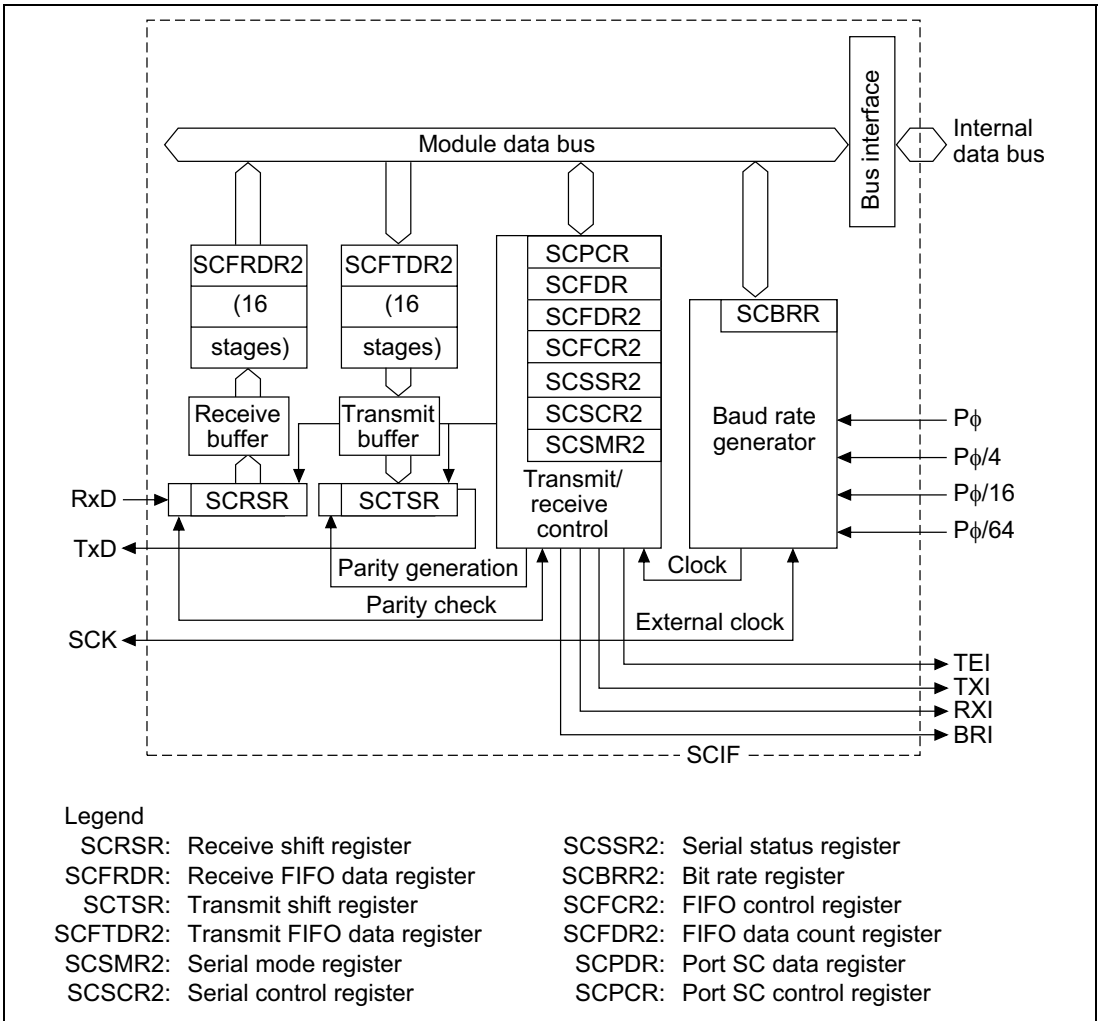 Bus interface
Internal
data bus
Module data bus
SCFRDR2
(16
stages)
SCFTDR2
(16
stages)
SCPCR
SCFDR
SCFDR2
SCFCR2
SCSSR2
SCSCR2
SCSMR2
Transmit/
receive
control
SCBRR
Baud rate
generator
Receive
buffer
Transmit
buffer
Pϕ
Pϕ/4
Pϕ/16
Pϕ/64
RxD
SCRSR
SCTSR
TxD
Parity generation
Clock
Parity check
External clock
SCK
TEI
TXI
RXI
BRI
SCIF
Legend
SCRSR: Receive shift register
SCFRDR: Receive FIFO data register
SCTSR: Transmit shift register
SCFTDR2: Transmit FIFO data register
SCSMR2: Serial mode register
SCSCR2: Serial control register
SCSSR2: Serial status register
SCBRR2: Bit rate register
SCFCR2: FIFO control register
SCFDR2: FIFO data count register
SCPDR: Port SC data register
SCPCR: Port SC control register